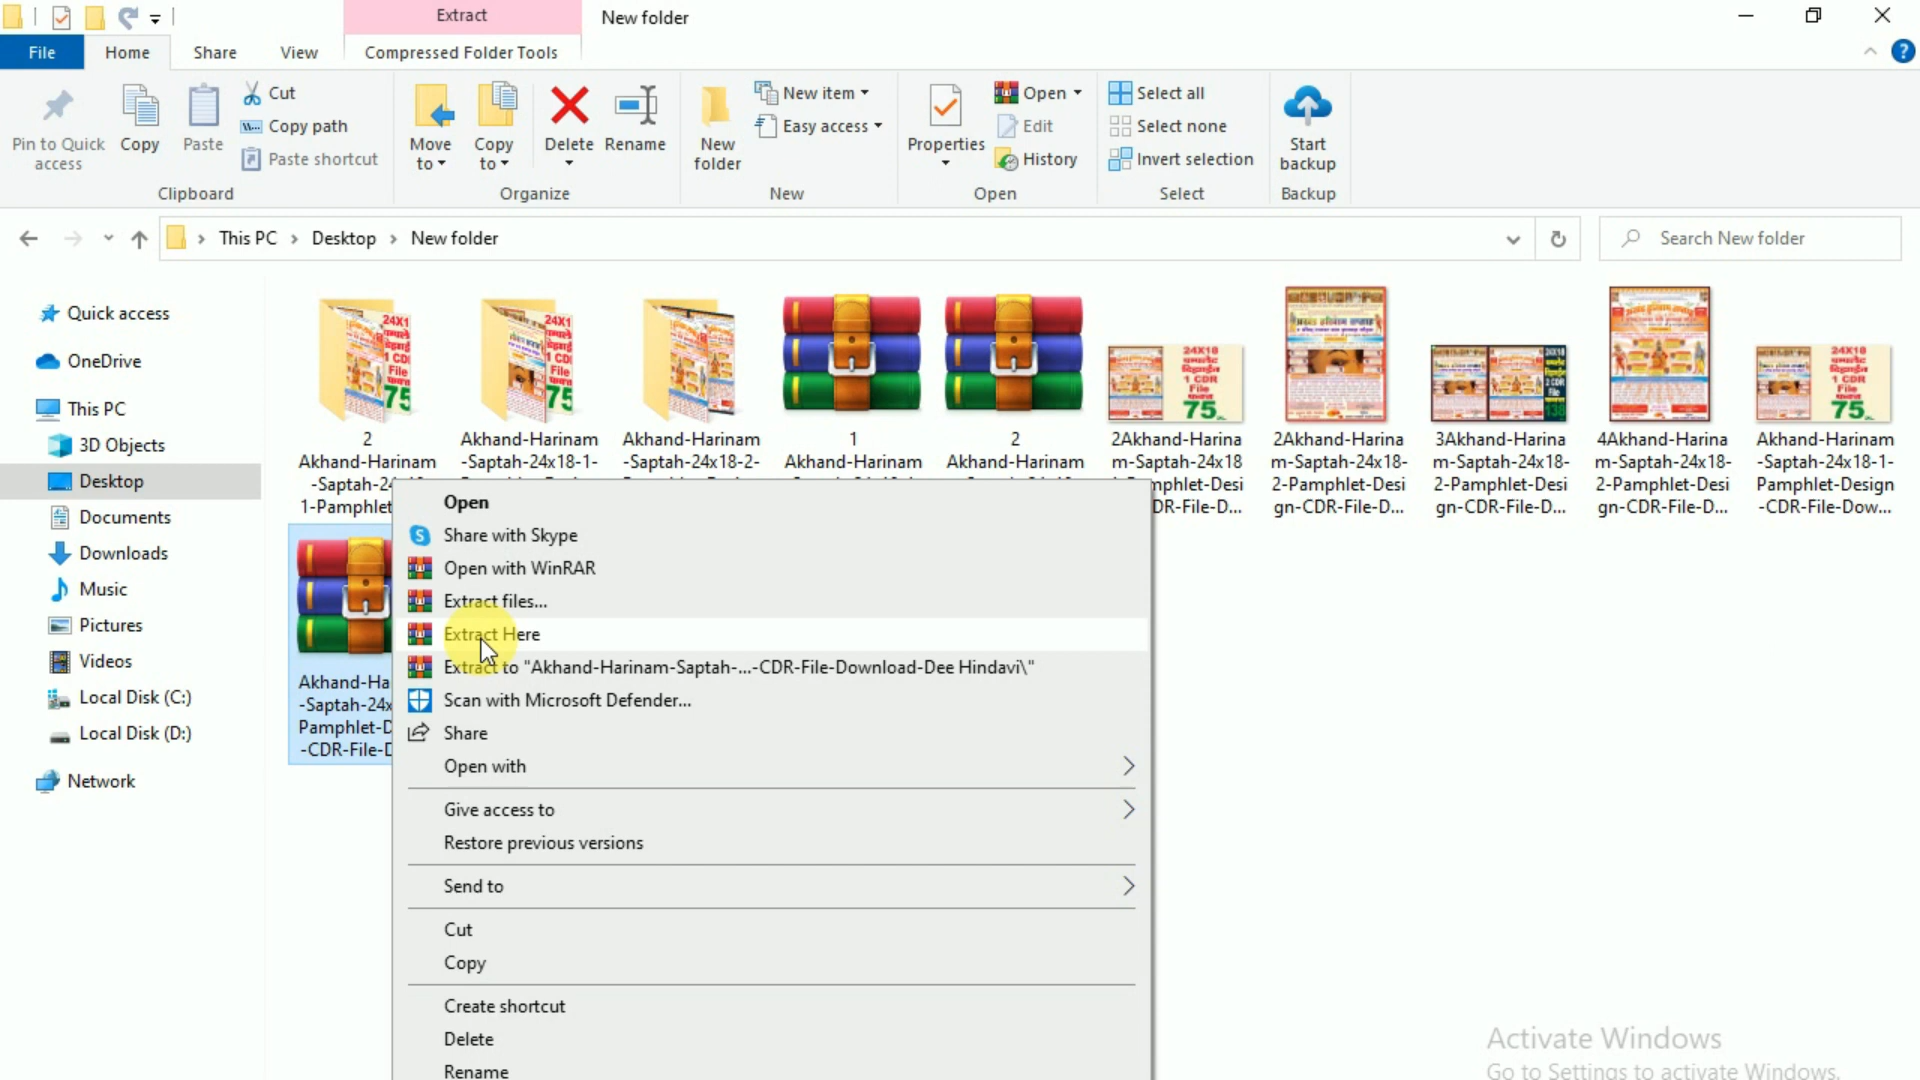 Extract
New folder
File
Home
Share
View
Compressed Folder Tools
Pin to Quick
access
Copy
Paste
Cut
Copy path
Paste shortcut
Clipboard
Move
to
Copy
to
Delete
Rename
Organize
New
folder
New item
Easy access
New
Properties
Open
Edit
History
Open
Select all
Select none
Invert selection
Select
Start
backup
Backup
This PC > Desktop > New folder
Search New folder
Quick access
OneDrive
This PC
3D Objects
Desktop
Documents
Downloads
Music
Pictures
Videos
Local Disk (C:)
Local Disk (D:)
Network
2
Akhand-Harinam
-Saptah-24
1-Pamphlet
Akhand-Harinam
-Saptah-24x18-1-
Akhand-Harinam
-Saptah-24x18-2-
1
Akhand-Harinam
2
Akhand-Harinam
2Akhand-Harina
m-Saptah-24x18
mphlet-Desi
DR-File-D...
2Akhand-Harina
m-Saptah-24x18-
2-Pamphlet-Desi
gn-CDR-File-D...
3Akhand-Harina
m-Saptah-24x18-
2-Pamphlet-Desi
gn-CDR-File-D...
4Akhand-Harina
m-Saptah-24x18-
2-Pamphlet-Desi
gn-CDR-File-D...
Akhand-Harinam
-Saptah-24x18-1-
Pamphlet-Design
-CDR-File-Dow...
24X18
पमप्लेट
डिझाईन
1 CDR
File
फक्त
75
Akhand-Ha
-Saptah-24x
Pamphlet-D
-CDR-File-D
Open
Share with Skype
Open with WinRAR
Extract files...
Extract Here
Extract to "Akhand-Harinam-Saptah-...-CDR-File-Download-Dee Hindavi\"
Scan with Microsoft Defender...
Share
Open with
Give access to
Restore previous versions
Send to
Cut
Copy
Create shortcut
Delete
Rename
Activate Windows
Go to Settings to activate Windows.